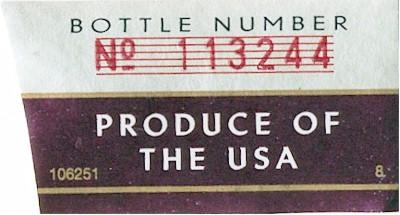 BOTTLE NUMBER
Nº 113244
PRODUCE OF
THE USA
106251 8